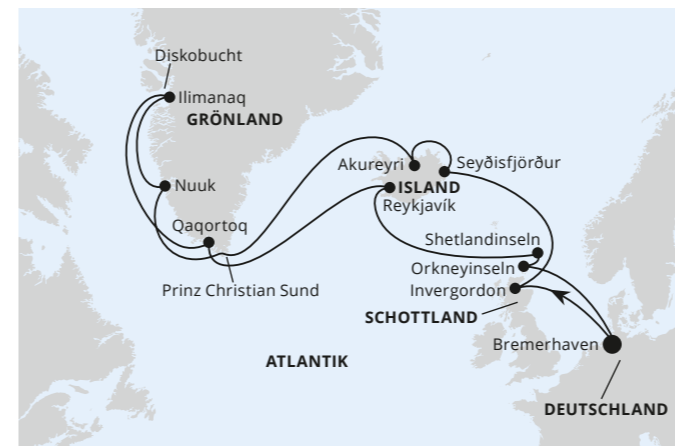 Diskobucht
Ilimanaq
GRÖNLAND
Akureyri
Seyðisfjörður
Nuuk
ISLAND
Reykjavík
Qaqortoq
Shetlandinseln
Orkneyinseln
Prinz Christian Sund
Invergordon
SCHOTTLAND
Bremerhaven
ATLANTIK
DEUTSCHLAND